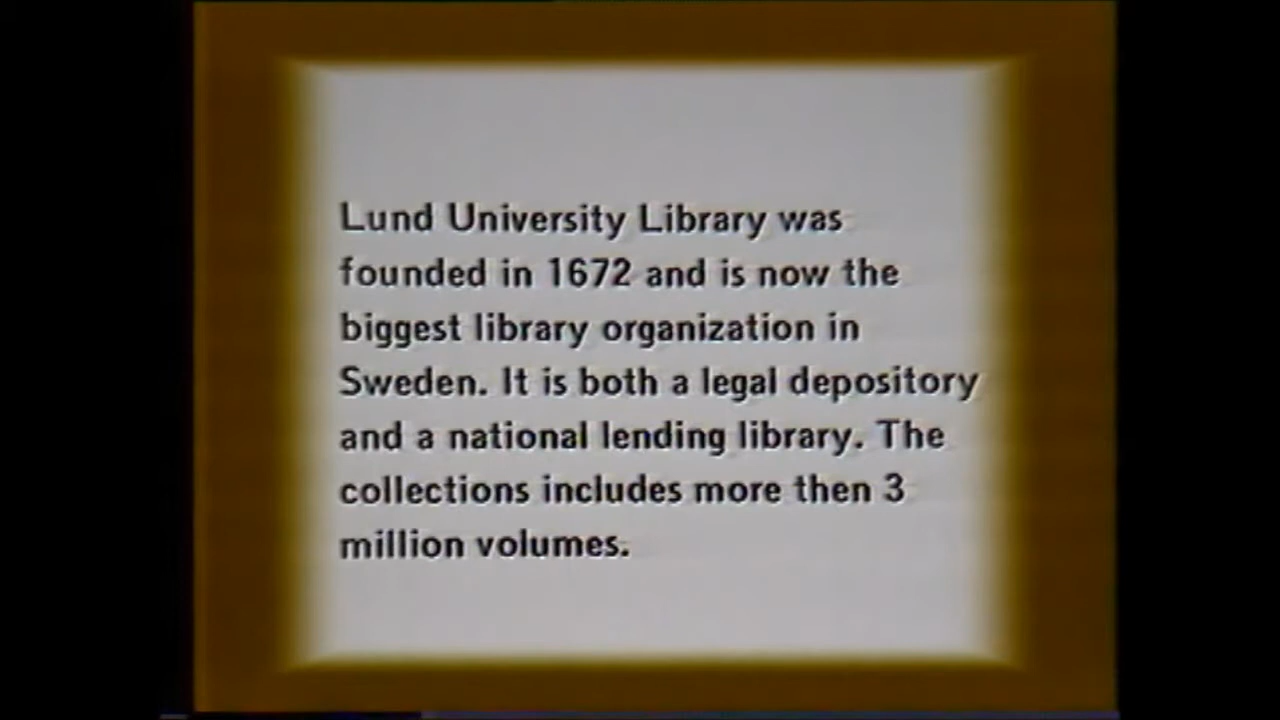 Lund University Library was
founded in 1672 and is now the
biggest library organization in
Sweden. It is both a legal depository
and a national lending library. The
collections includes more then 3
million volumes.